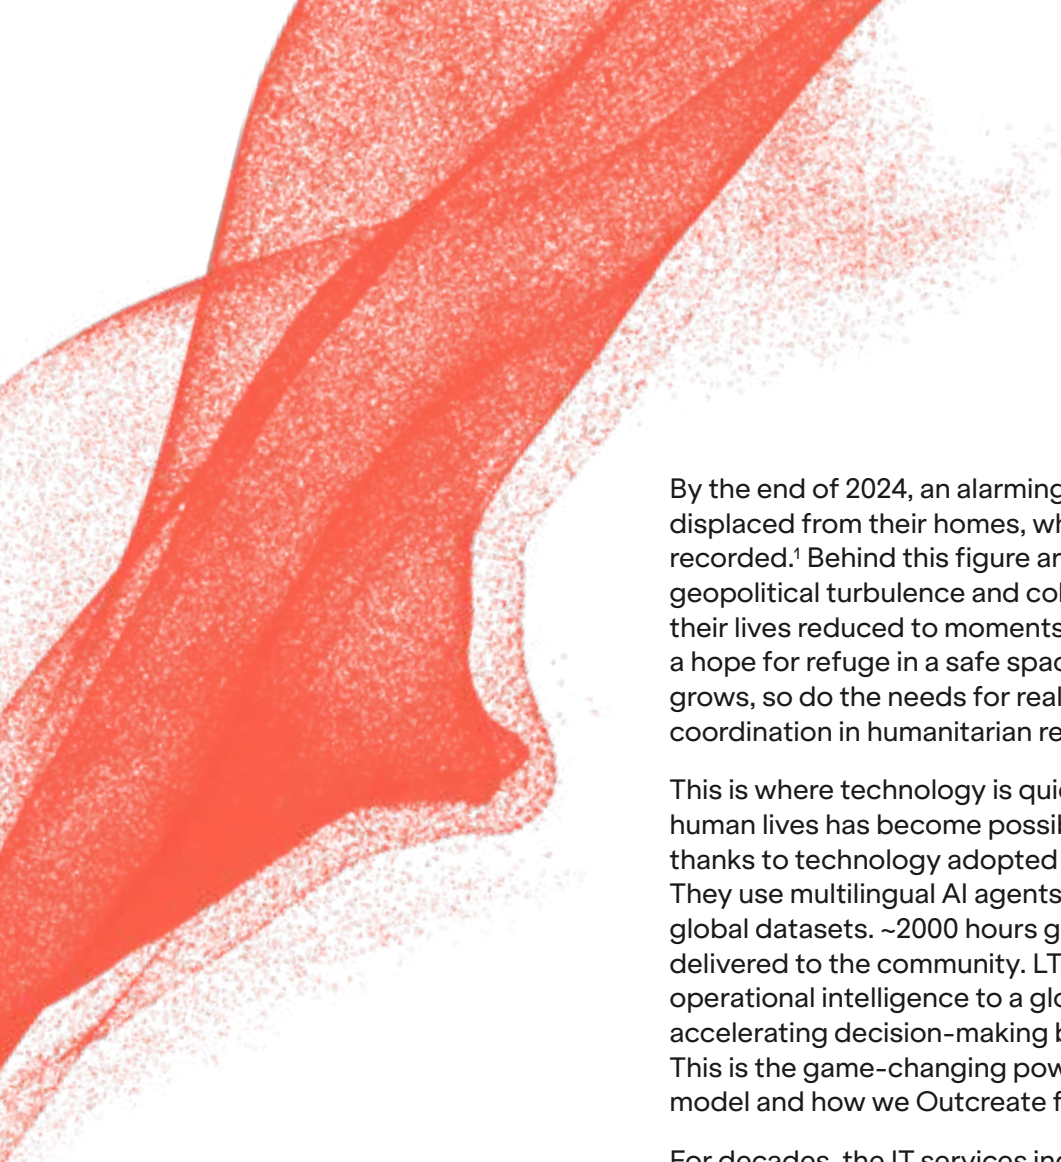 By the end of 2024, an alarming
displaced from their homes, wh
recorded.¹ Behind this figure ar
geopolitical turbulence and col
their lives reduced to moments
a hope for refuge in a safe spac
grows, so do the needs for real
coordination in humanitarian re
This is where technology is qui
human lives has become possi
thanks to technology adopted
They use multilingual AI agents
global datasets. ~2000 hours g
delivered to the community. LT
operational intelligence to a glo
accelerating decision-making b
This is the game-changing pow
model and how we Outcreate f
For decades, the IT services in